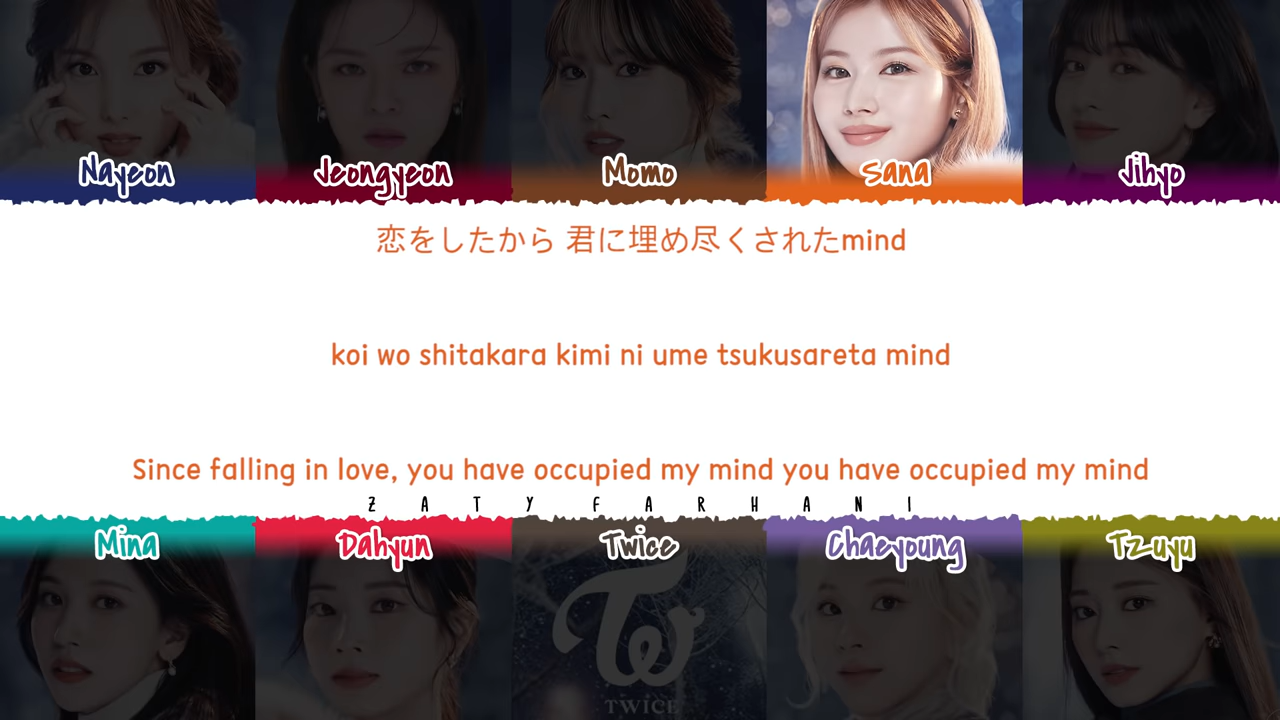 Nayeon
Jeongyeon
Momo
Sana
Jihyo
恋をしたから 君に埋め尽くされたmind
koi wo shitakara kimi ni ume tsukusareta mind
Since falling in love, you have occupied my mind you have occupied my mind
ZATY FARHANI
Mina
Dahyun
Twice
Chaeyoung
Tzuyu
TWICE